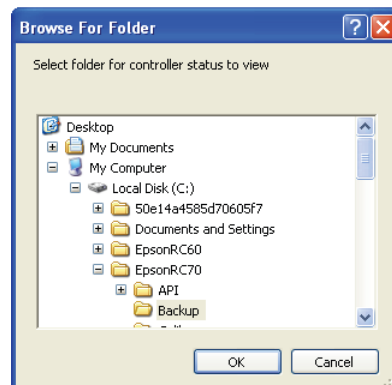 Browse For Folder
Select folder for controller status to view
Desktop
My Documents
My Computer
Local Disk (C:)
50e14a4585d70605f7
Documents and Settings
EpsonRC60
EpsonRC70
API
Backup
OK
Cancel